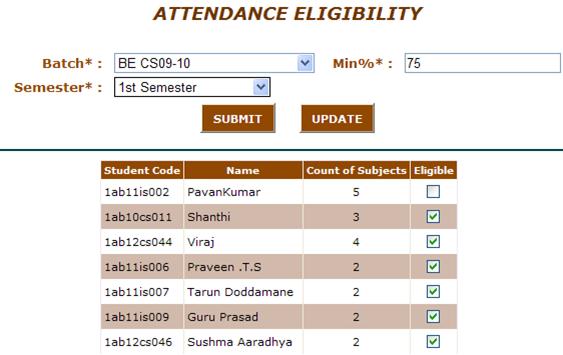 ATTENDANCE ELIGIBILITY
Batch* : BE CS09-10 Min%* : 75
Semester* : 1st Semester
SUBMIT UPDATE
Student Code Name Count of Subjects Eligible
1ab11is002 PavanKumar 5
1ab10cs011 Shanthi 3
1ab12cs044 Viraj 4
1ab11is006 Praveen .T.S 2
1ab11is007 Tarun Doddamane 2
1ab11is009 Guru Prasad 2
1ab12cs046 Sushma Aaradhya 2